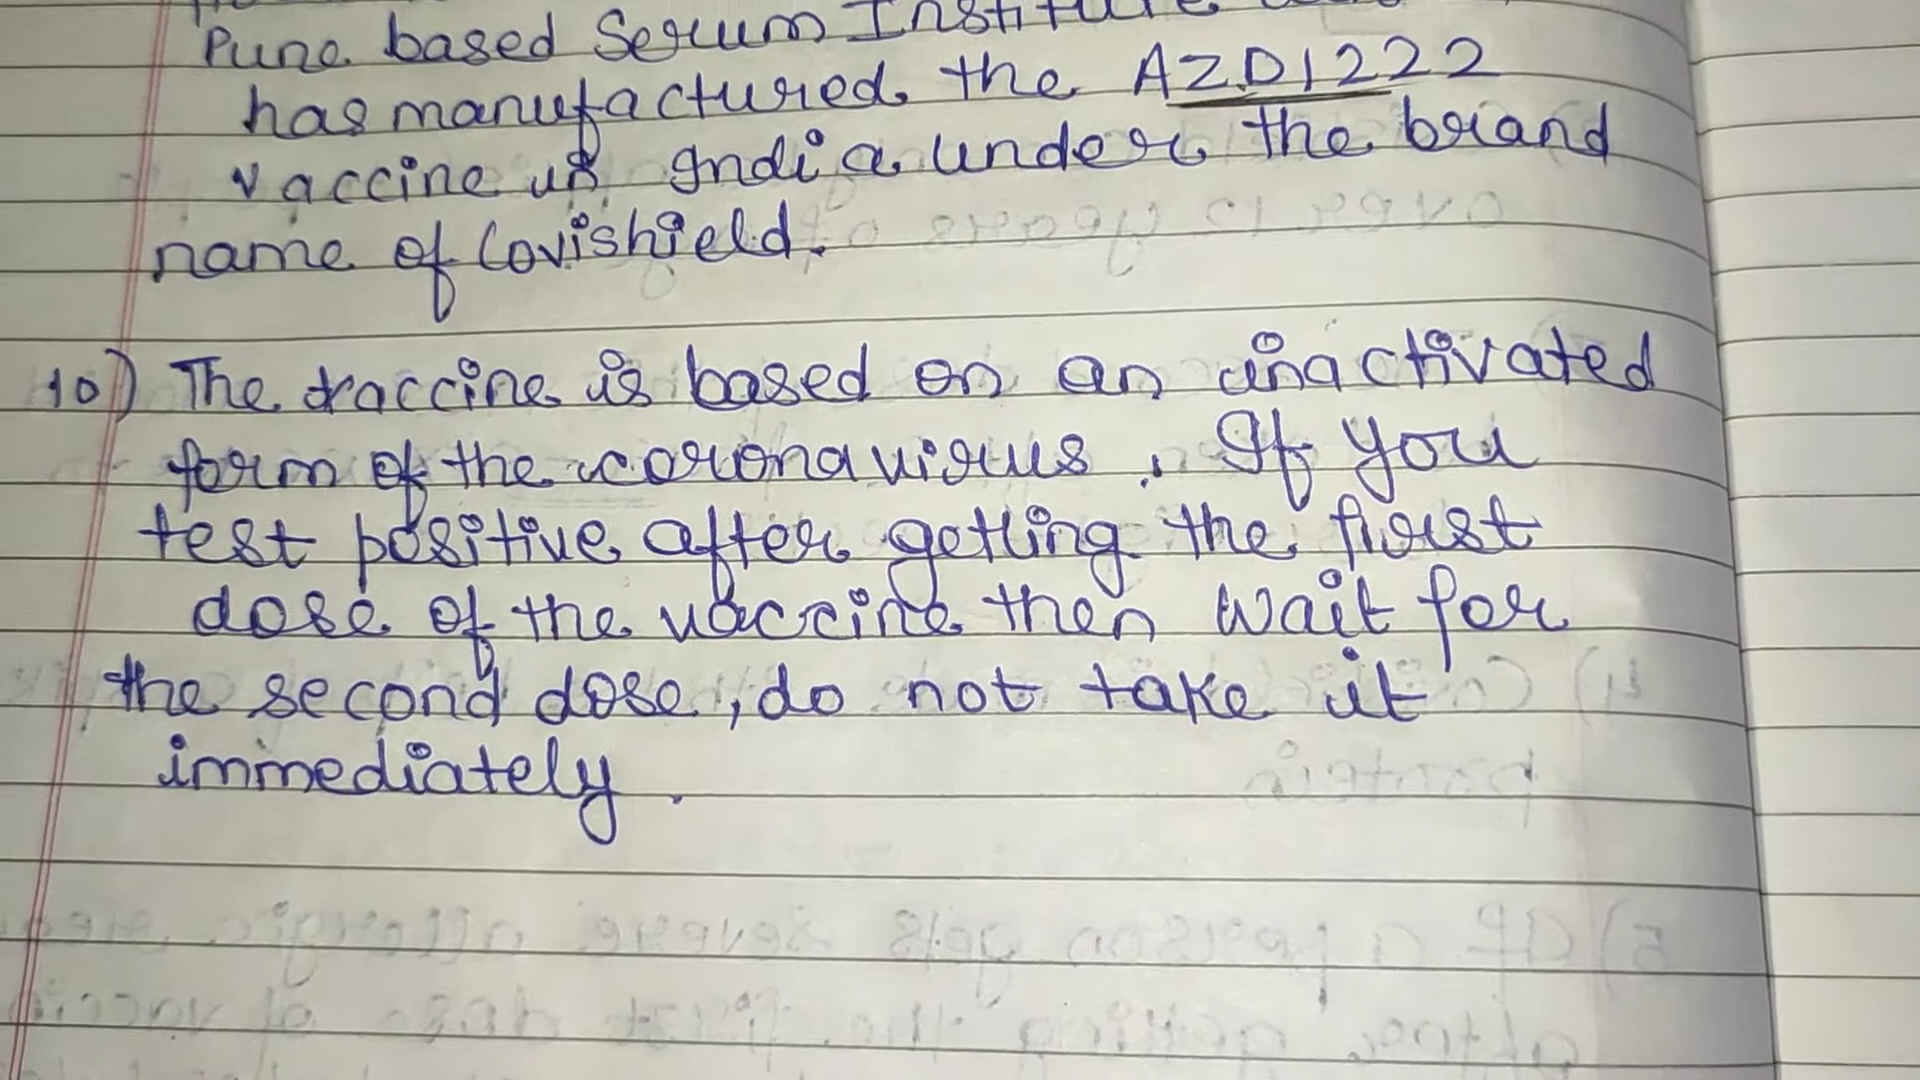 Pune based Serum Institute
has manufactured the AZD1222
vaccine in India under the brand
name of Covishield.
10) The vaccine is based on an inactivated
form of the coronavirus. If you
test positive after getting the first
dose of the vaccine then wait for
the second dose, do not take it
immediately.